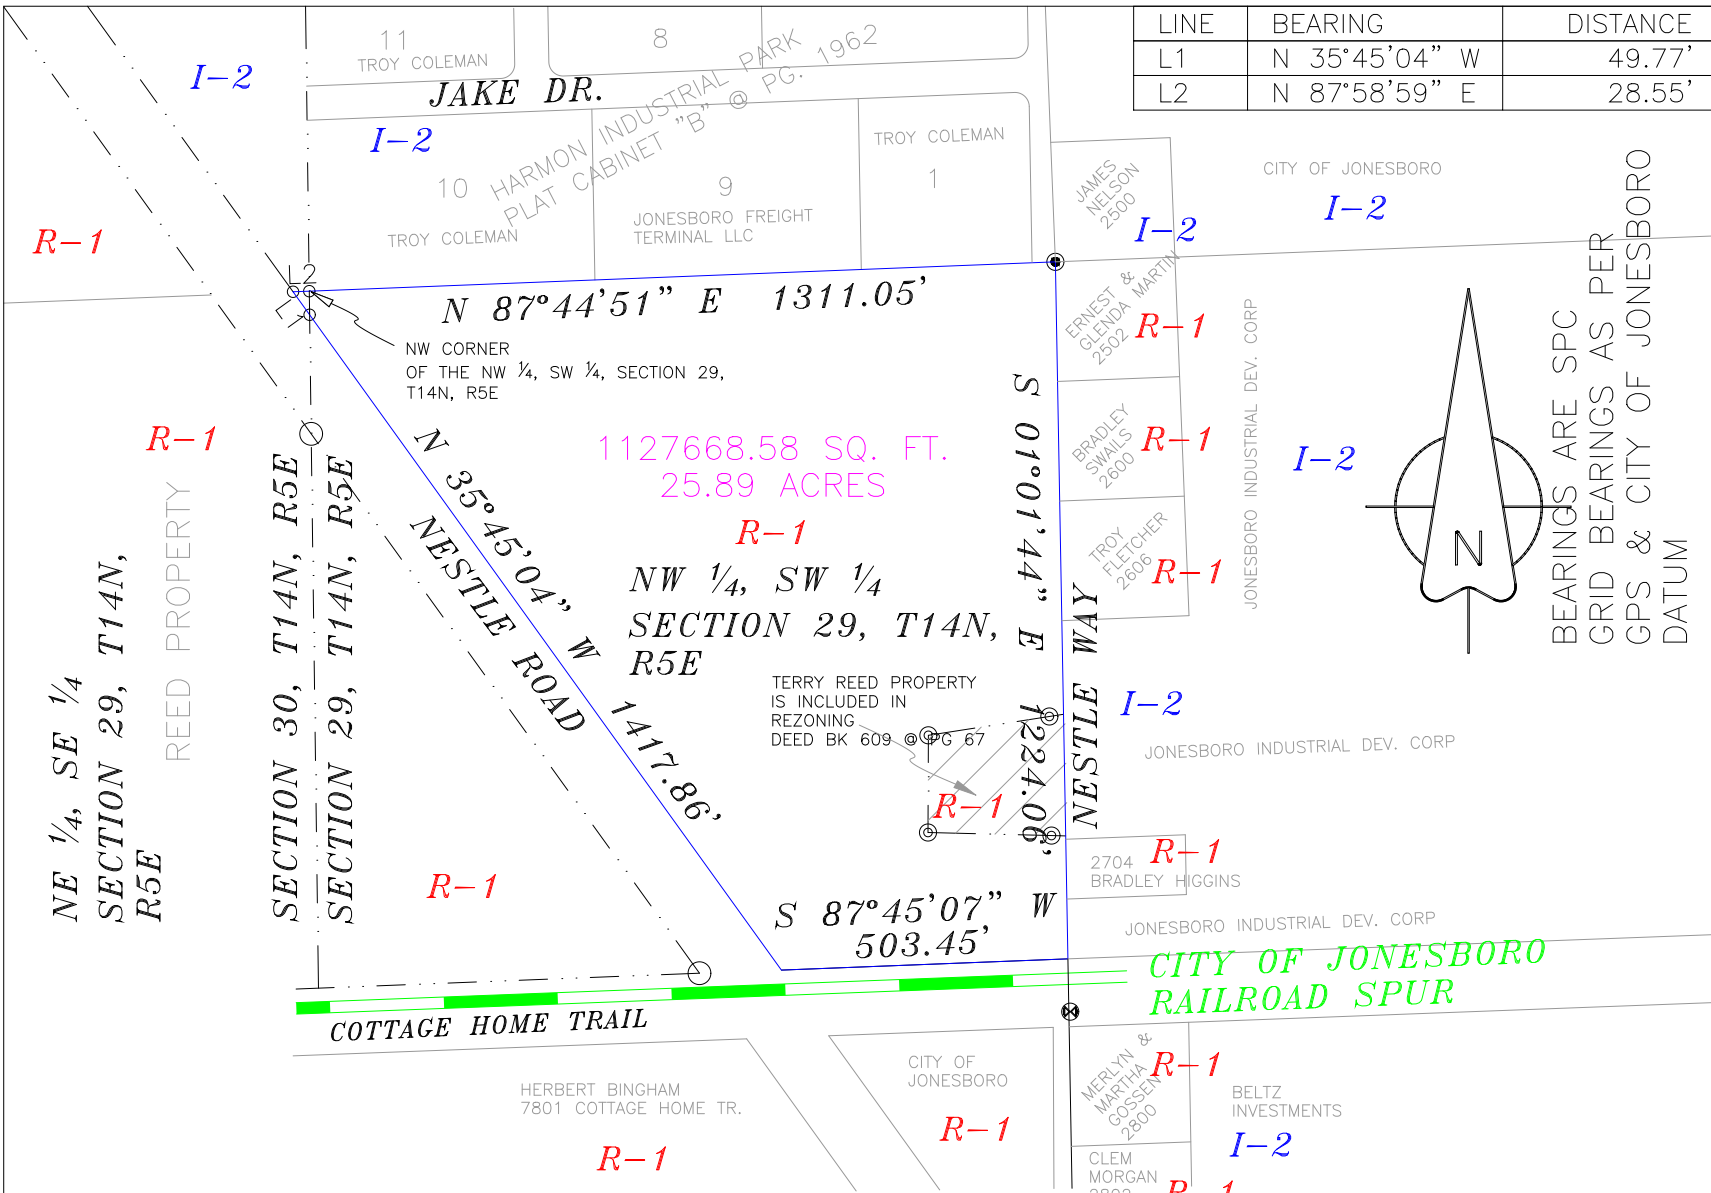 LINE BEARING DISTANCE
L1 N 35°45'04" W 49.77'
L2 N 87°58'59" E 28.55'
11
TROY COLEMAN
8
I-2
JAKE DR.
I-2
HARMON INDUSTRIAL PARK
PLAT CABINET "B" @ PG. 1962
10
TROY COLEMAN
9
JONESBORO FREIGHT
TERMINAL LLC
TROY COLEMAN
1
JAMES
NELSON
2500
CITY OF JONESBORO
I-2
I-2
R-1
L2
L1
N 87°44'51" E 1311.05'
NW CORNER
OF THE NW ¼, SW ¼, SECTION 29,
T14N, R5E
ERNEST &
GLENDA MARTIN
2502
R-1
BRADLEY
SWAILS
2600
R-1
TROY
FLETCHER
2606
R-1
JONESBORO INDUSTRIAL DEV. CORP
I-2
N
BEARINGS ARE SPC
GRID BEARINGS AS PER
GPS & CITY OF JONESBORO
DATUM
R-1
REED PROPERTY
NE ¼, SE ¼
SECTION 29, T14N,
R5E
SECTION 30, T14N, R5E
SECTION 29, T14N, R5E
N 35°45'04" W 1417.86'
NESTLE ROAD
1127668.58 SQ. FT.
25.89 ACRES
R-1
NW ¼, SW ¼
SECTION 29, T14N,
R5E
S 01°01'44" E 1224.06'
NESTLE WAY
TERRY REED PROPERTY
IS INCLUDED IN
REZONING
DEED BK 609 @ PG 67
R-1
I-2
JONESBORO INDUSTRIAL DEV. CORP
R-1
2704
BRADLEY HIGGINS
R-1
S 87°45'07" W
503.45'
JONESBORO INDUSTRIAL DEV. CORP
CITY OF JONESBORO
RAILROAD SPUR
COTTAGE HOME TRAIL
HERBERT BINGHAM
7801 COTTAGE HOME TR.
R-1
CITY OF
JONESBORO
R-1
MERLYN &
MARTHA
GOSSEN
2800
R-1
BELTZ
INVESTMENTS
I-2
CLEM
MORGAN
R-1